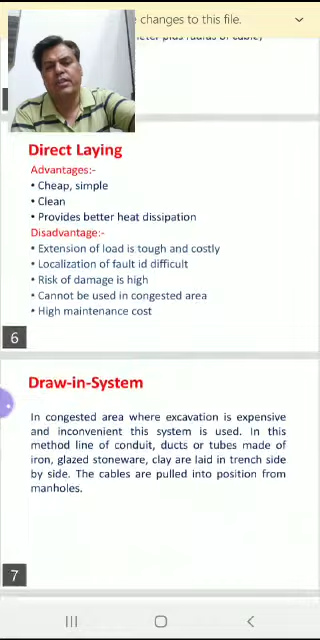 changes to this file.
Direct Laying
Advantages:-
• Cheap, simple
• Clean
• Provides better heat dissipation
Disadvantage:-
• Extension of load is tough and costly
• Localization of fault id difficult
• Risk of damage is high
• Cannot be used in congested area
• High maintenance cost
6
Draw-in-System
In congested area where excavation is expensive
and inconvenient this system is used. In this
method line of conduit, ducts or tubes made of
iron, glazed stoneware, clay are laid in trench side
by side. The cables are pulled into position from
manholes.
7